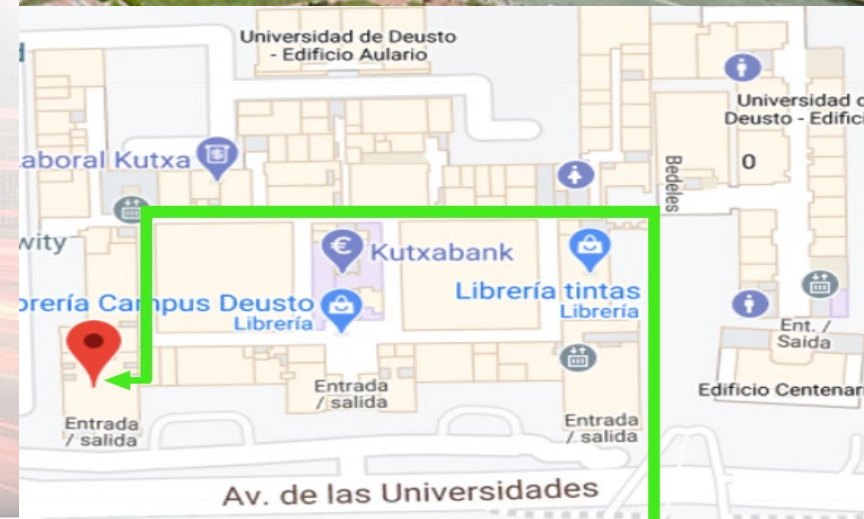 Universidad de Deusto
- Edificio Aulario
Universidad
Deusto - Edifici
aboral Kutxa
Bedeles
0
wity
Kutxabank
Librería tintas
Librería
brería Campus Deusto
Librería
Ent. /
Saida
Entrada
/ salida
Edificio Centenar
Entrada
/ salida
Entrada
/ salida
Av. de las Universidades